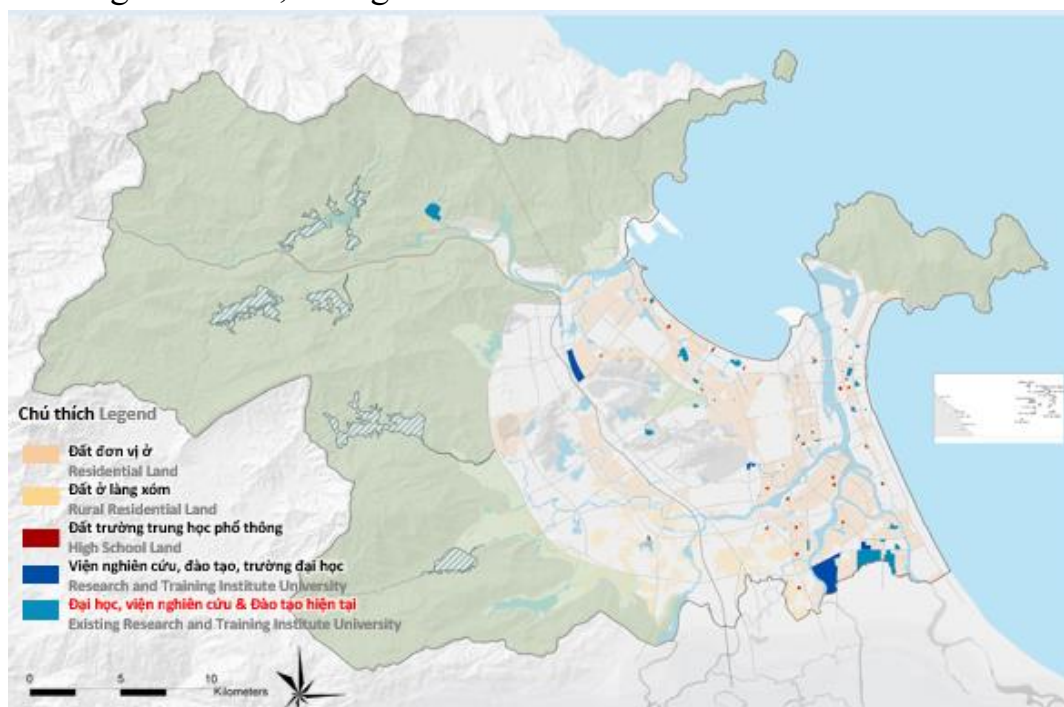 Chú thích Legend
Đất đơn vị ở
Residential Land
Đất ở làng xóm
Rural Residential Land
Đất trường trung học phổ thông
High School Land
Viện nghiên cứu, đào tạo, trường đại học
Research and Training Institute University
Đại học, viện nghiên cứu & Đào tạo hiện tại
Existing Research and Training Institute University
0 5 10
Kilometers